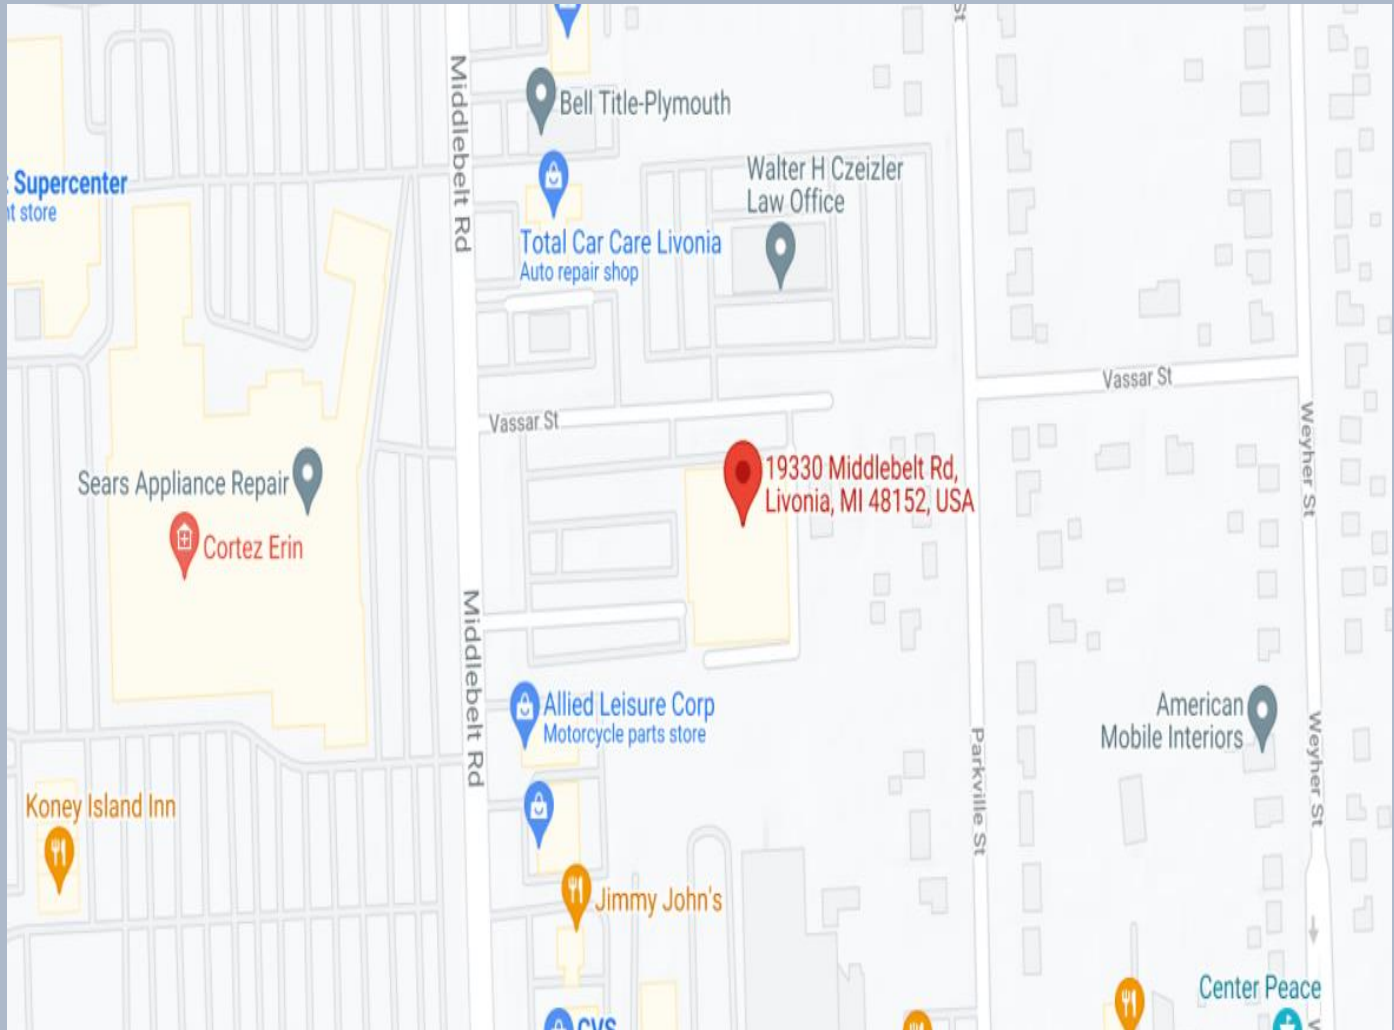 St
Middlebelt Rd
Bell Title-Plymouth
Walter H Czeizler
Law Office
Supercenter
t store
Total Car Care Livonia
Auto repair shop
Vassar St
Vassar St
Weyher St
19330 Middlebelt Rd,
Livonia, MI 48152, USA
Sears Appliance Repair
Cortez Erin
Middlebelt Rd
Allied Leisure Corp
Motorcycle parts store
American
Mobile Interiors
Weyher St
Parkville St
Koney Island Inn
Jimmy John's
Center Peace
CVS